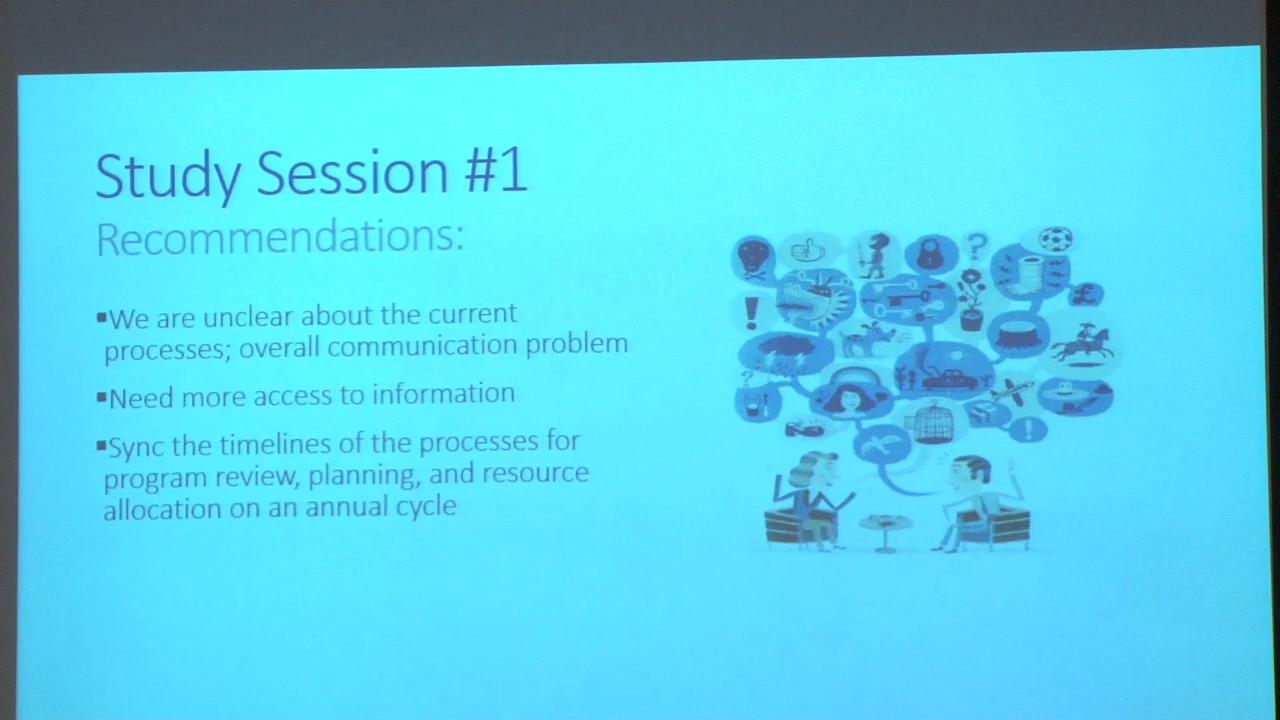 Study Session #1
Recommendations:
▪We are unclear about the current
processes; overall communication problem
▪Need more access to information
▪Sync the timelines of the processes for
program review, planning, and resource
allocation on an annual cycle
?
!
£
?
!